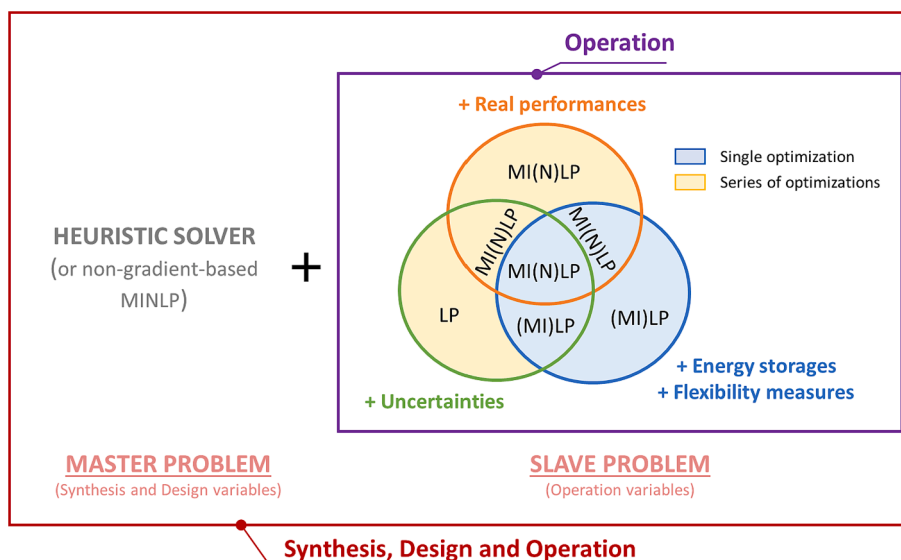 Operation
+ Real performances
MI(N)LP
Single optimization
Series of optimizations
HEURISTIC SOLVER
(or non-gradient-based
MINLP)
+
MI(N)LP
MI(N)LP
MI(N)LP
LP
(MI)LP
(MI)LP
+ Energy storages
+ Flexibility measures
+ Uncertainties
MASTER PROBLEM
(Synthesis and Design variables)
SLAVE PROBLEM
(Operation variables)
Synthesis, Design and Operation